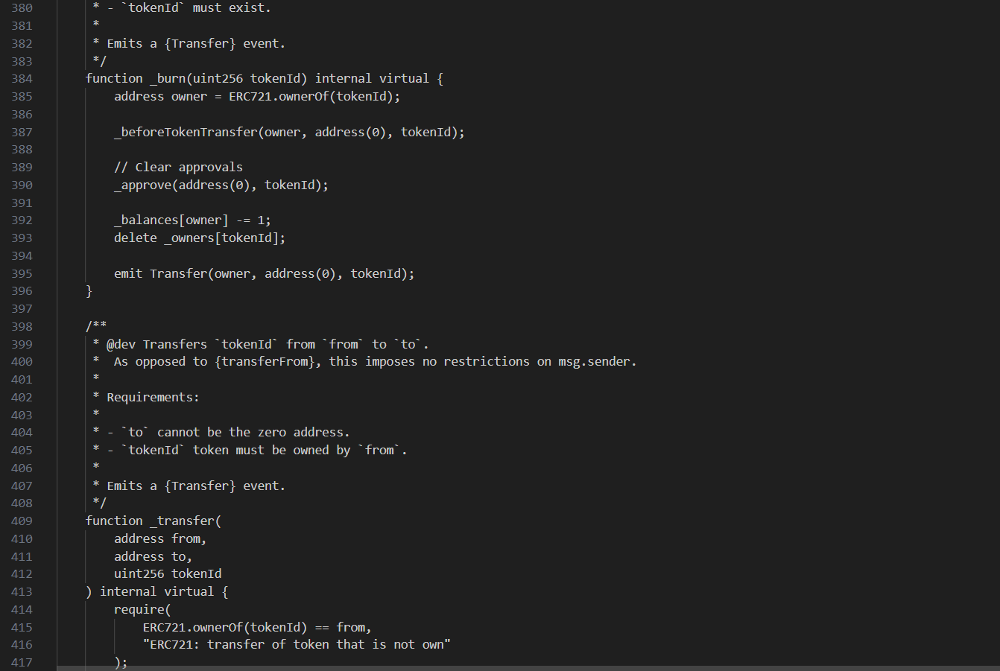 380 * - `tokenId` must exist.
381 *
382 * Emits a {Transfer} event.
383 */
384 function _burn(uint256 tokenId) internal virtual {
385 address owner = ERC721.ownerOf(tokenId);
386
387 _beforeTokenTransfer(owner, address(0), tokenId);
388
389 // Clear approvals
390 _approve(address(0), tokenId);
391
392 _balances[owner] -= 1;
393 delete _owners[tokenId];
394
395 emit Transfer(owner, address(0), tokenId);
396 }
397
398 /**
399 * @dev Transfers `tokenId` from `from` to `to`.
400 *  As opposed to {transferFrom}, this imposes no restrictions on msg.sender.
401 *
402 * Requirements:
403 *
404 * - `to` cannot be the zero address.
405 * - `tokenId` token must be owned by `from`.
406 *
407 * Emits a {Transfer} event.
408 */
409 function _transfer(
410 address from,
411 address to,
412 uint256 tokenId
413 ) internal virtual {
414 require(
415 ERC721.ownerOf(tokenId) == from,
416 "ERC721: transfer of token that is not own"
417 );